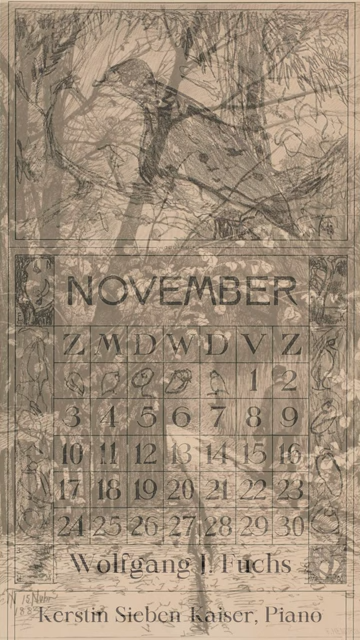 NOVEMBER
Z M D W D V Z
1 2
3 4 5 6 7 8 9
10 11 12 13 14 15 16
17 18 19 20 21 22 23
24 25 26 27 28 29 30
Wolfgang J. Fuchs
Kerstin Sieben Kaiser, Piano